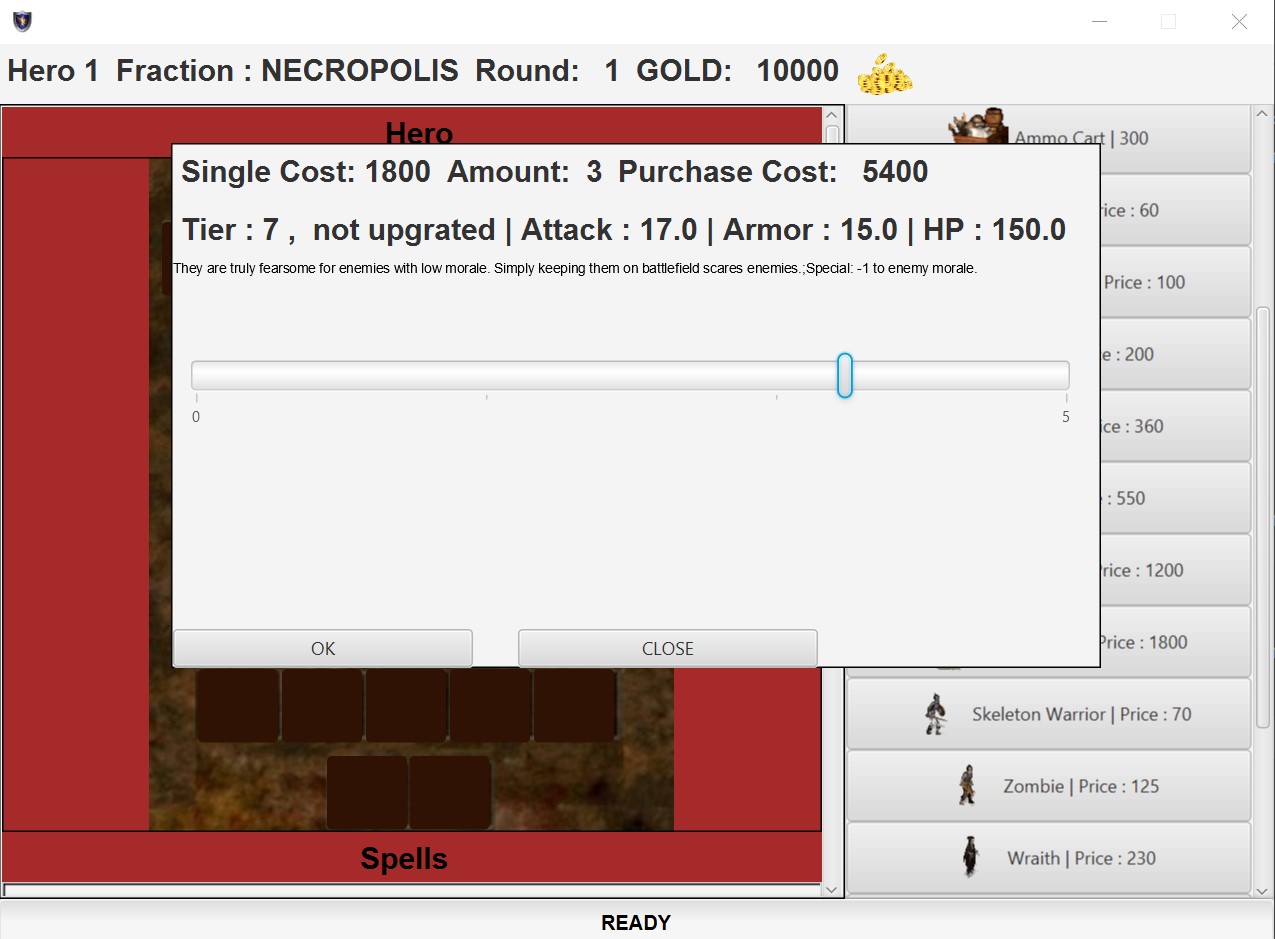 Hero 1 Fraction : NECROPOLIS Round: 1 GOLD: 10000
Hero
Ammo Cart | 300
Single Cost: 1800 Amount: 3 Purchase Cost: 5400
Tier : 7 , not upgrated | Attack : 17.0 | Armor : 15.0 | HP : 150.0
They are truly fearsome for enemies with low morale. Simply keeping them on battlefield scares enemies.;Special: -1 to enemy morale.
0 5
OK CLOSE
: 60
Price : 100
: 200
: 360
: 550
Price : 1200
Price : 1800
Skeleton Warrior | Price : 70
Zombie | Price : 125
Wraith | Price : 230
Spells
READY